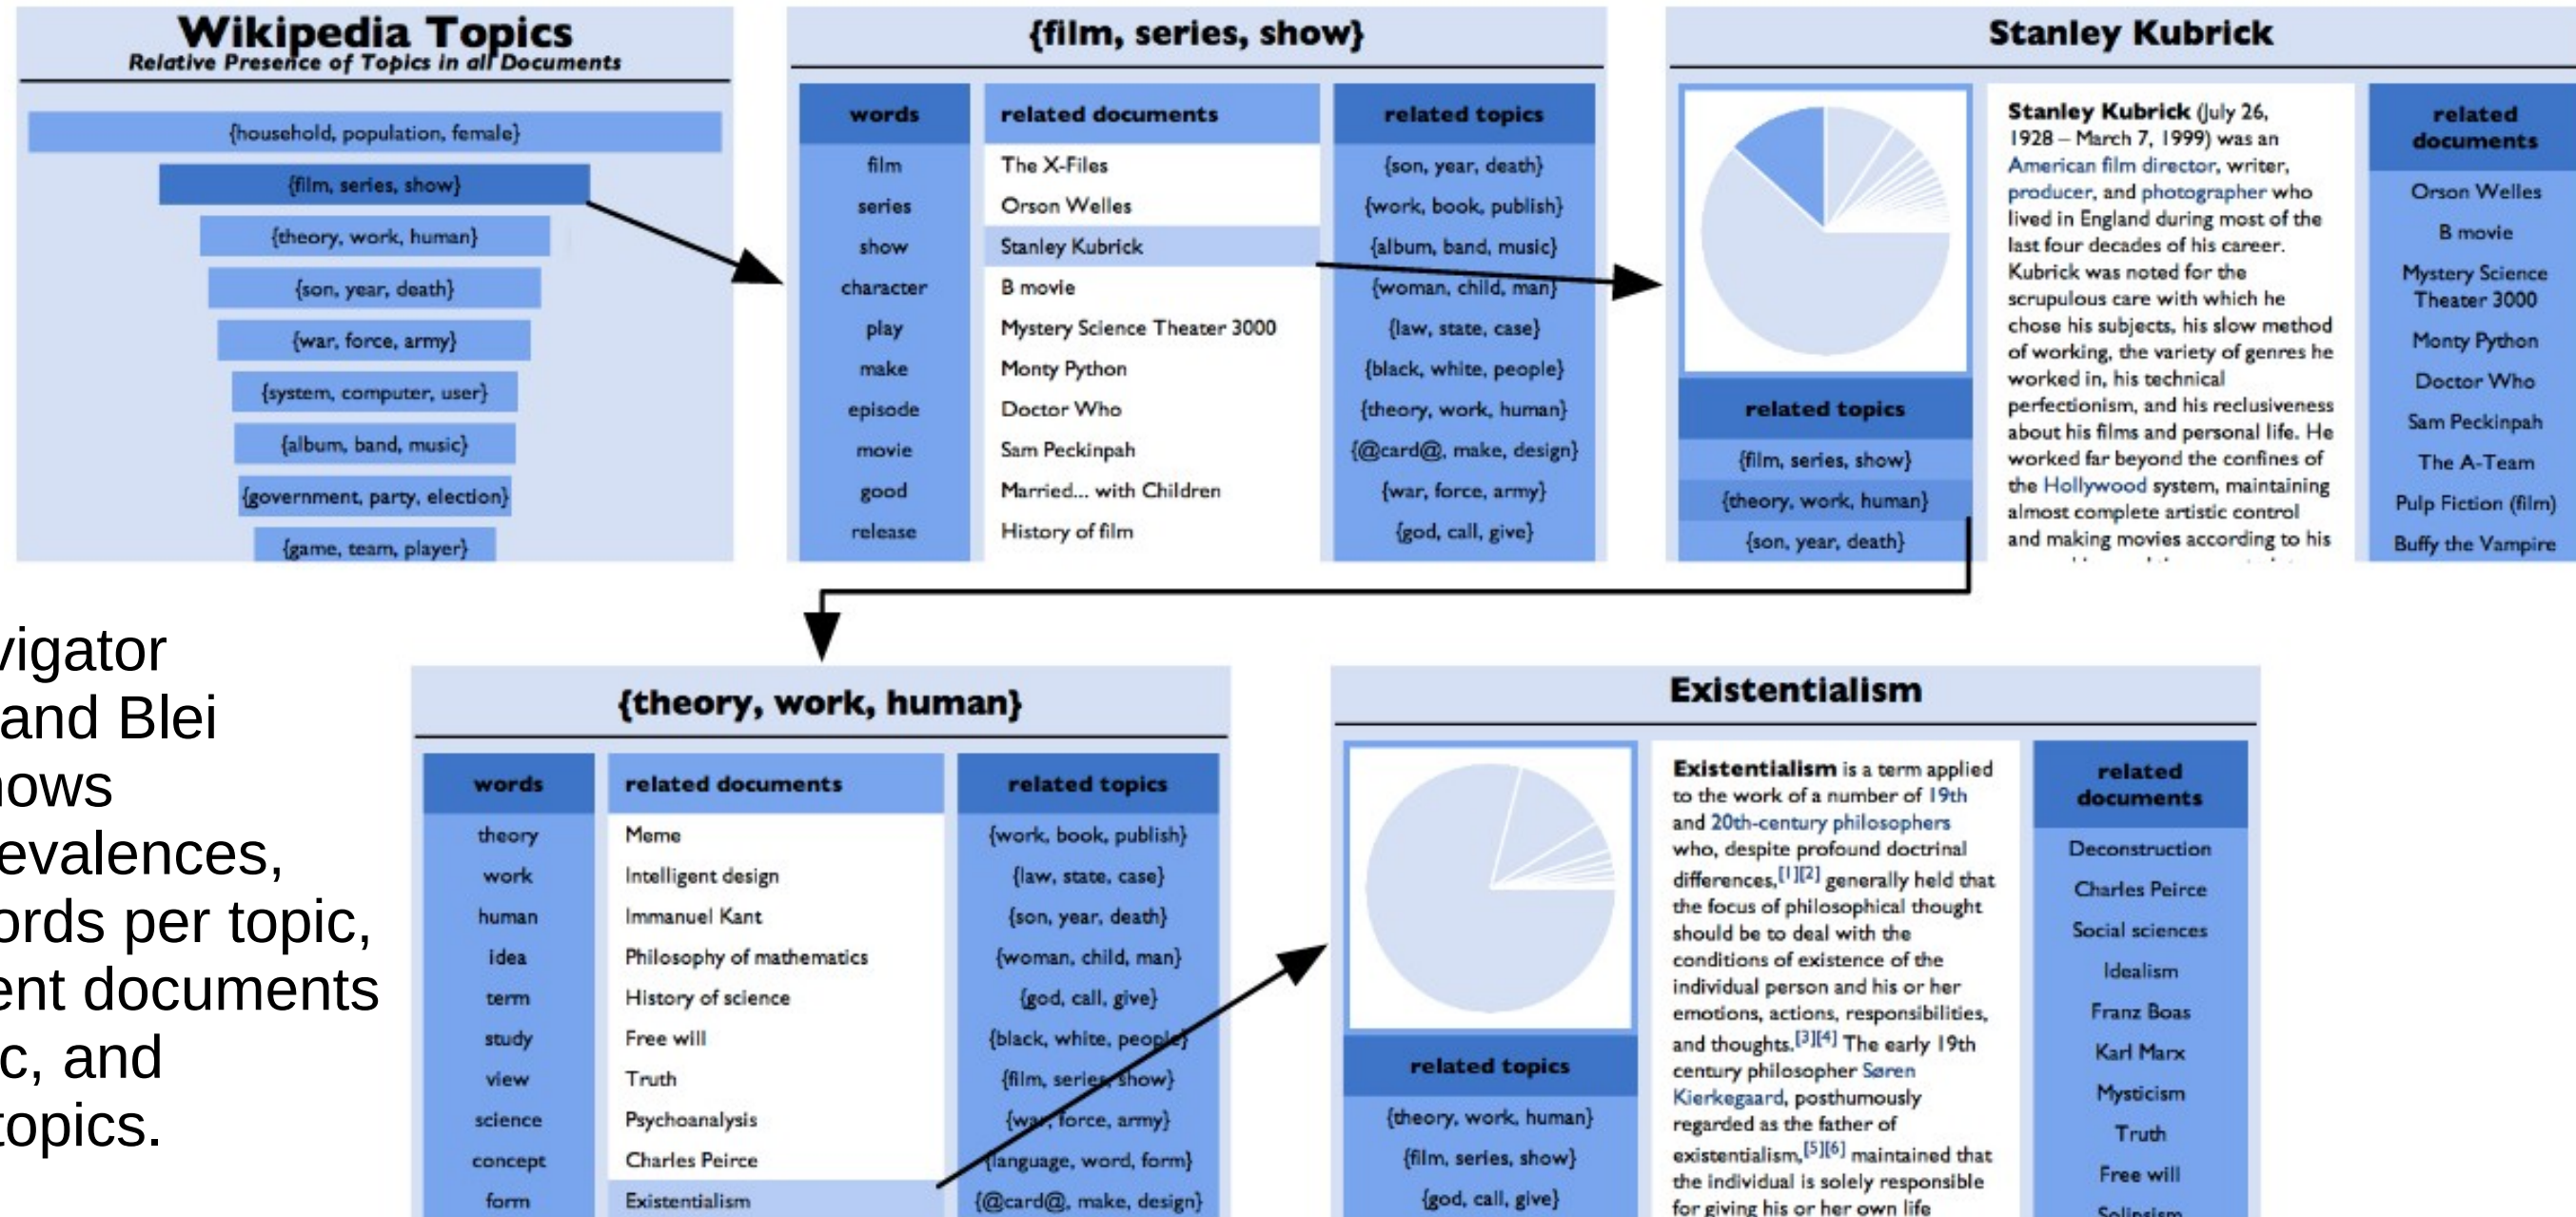 Wikipedia Topics
Relative Presence of Topics in all Documents
{household, population, female}
{film, series, show}
{theory, work, human}
{son, year, death}
{war, force, army}
{system, computer, user}
{album, band, music}
{government, party, election}
{game, team, player}
{film, series, show}
words
film
series
show
character
play
make
episode
movie
good
release
related documents
The X-Files
Orson Welles
Stanley Kubrick
B movie
Mystery Science Theater 3000
Monty Python
Doctor Who
Sam Peckinpah
Married... with Children
History of film
related topics
{son, year, death}
{work, book, publish}
{album, band, music}
{woman, child, man}
{law, state, case}
{black, white, people}
{theory, work, human}
{@card@, make, design}
{war, force, army}
{god, call, give}
Stanley Kubrick
related topics
{film, series, show}
{theory, work, human}
{son, year, death}
Stanley Kubrick (July 26,
1928 – March 7, 1999) was an
American film director, writer,
producer, and photographer who
lived in England during most of the
last four decades of his career.
Kubrick was noted for the
scrupulous care with which he
chose his subjects, his slow method
of working, the variety of genres he
worked in, his technical
perfectionism, and his reclusiveness
about his films and personal life. He
worked far beyond the confines of
the Hollywood system, maintaining
almost complete artistic control
and making movies according to his
related
documents
Orson Welles
B movie
Mystery Science
Theater 3000
Monty Python
Doctor Who
Sam Peckinpah
The A-Team
Pulp Fiction (film)
Buffy the Vampire
vigator
and Blei
nows
evalences,
ords per topic,
ent documents
c, and
topics.
{theory, work, human}
words
theory
work
human
idea
term
study
view
science
concept
form
related documents
Meme
Intelligent design
Immanuel Kant
Philosophy of mathematics
History of science
Free will
Truth
Psychoanalysis
Charles Peirce
Existentialism
related topics
{work, book, publish}
{law, state, case}
{son, year, death}
{woman, child, man}
{god, call, give}
{black, white, people}
{film, series, show}
{war, force, army}
{language, word, form}
{@card@, make, design}
Existentialism
related topics
{theory, work, human}
{film, series, show}
{god, call, give}
Existentialism is a term applied
to the work of a number of 19th
and 20th-century philosophers
who, despite profound doctrinal
differences,[1][2] generally held that
the focus of philosophical thought
should be to deal with the
conditions of existence of the
individual person and his or her
emotions, actions, responsibilities,
and thoughts.[3][4] The early 19th
century philosopher Søren
Kierkegaard, posthumously
regarded as the father of
existentialism,[5][6] maintained that
the individual is solely responsible
for giving his or her own life
related
documents
Deconstruction
Charles Peirce
Social sciences
Idealism
Franz Boas
Karl Marx
Mysticism
Truth
Free will
Solipsism